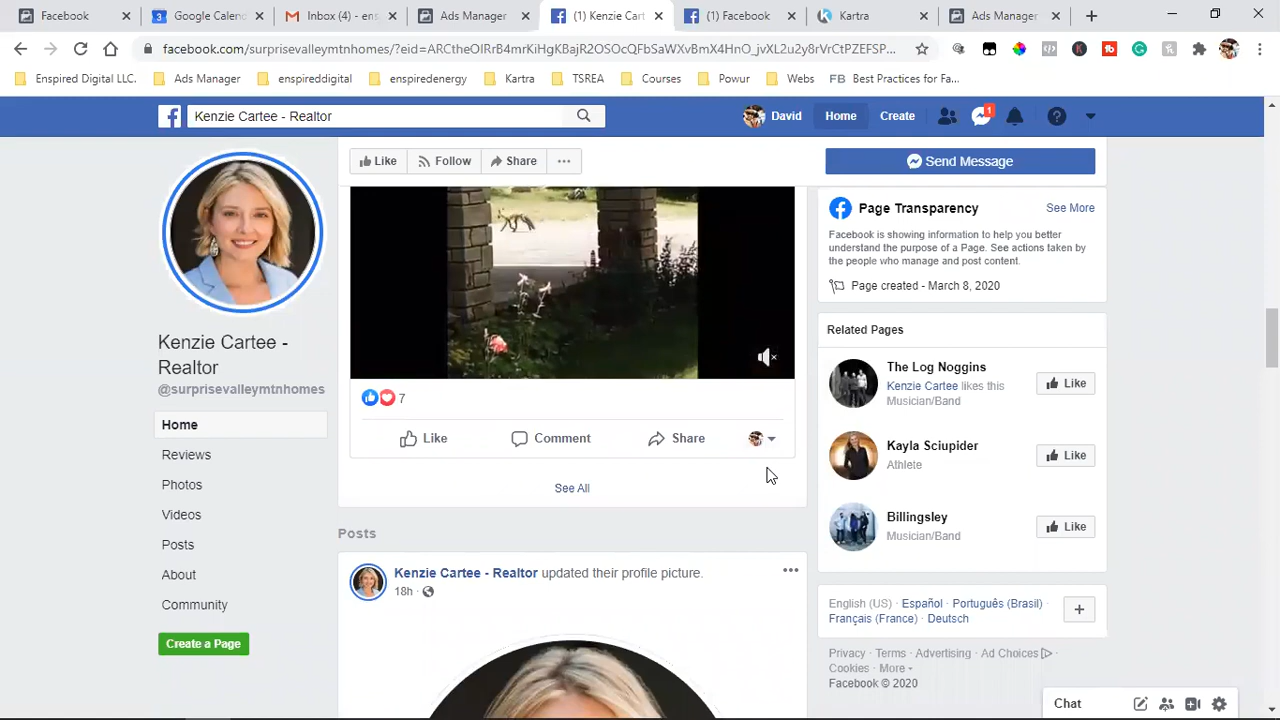 Facebook
Google Calend
Inbox (4) - ens
Ads Manager
(1) Kenzie Cart
(1) Facebook
Kartra
Ads Manager
facebook.com/surprisevalleymtnhomes/?eid=ARCtheOIRrB4mrKiHgKBajR2OSOcQFbSaWXvBmX4HnO_jvXL2u2y8rVrCtPZEFSP...
Enspired Digital LLC.
Ads Manager
enspireddigital
enspiredenergy
Kartra
TSREA
Courses
Powur
Webs
FB Best Practices for Fa...
Kenzie Cartee - Realtor
David
Home
Create
1
Like
Follow
Share
Send Message
Kenzie Cartee -
Realtor
@surprisevalleymtnhomes
Home
Reviews
Photos
Videos
Posts
About
Community
Create a Page
7
Like
Comment
Share
See All
Posts
Kenzie Cartee - Realtor updated their profile picture.
18h
Page Transparency
See More
Facebook is showing information to help you better
understand the purpose of a Page. See actions taken by
the people who manage and post content.
Page created - March 8, 2020
Related Pages
The Log Noggins
Kenzie Cartee likes this
Musician/Band
Like
Kayla Sciupider
Athlete
Like
Billingsley
Musician/Band
Like
English (US) · Español · Português (Brasil) ·
Français (France) · Deutsch
Privacy · Terms · Advertising · Ad Choices ·
Cookies · More
Facebook © 2020
Chat